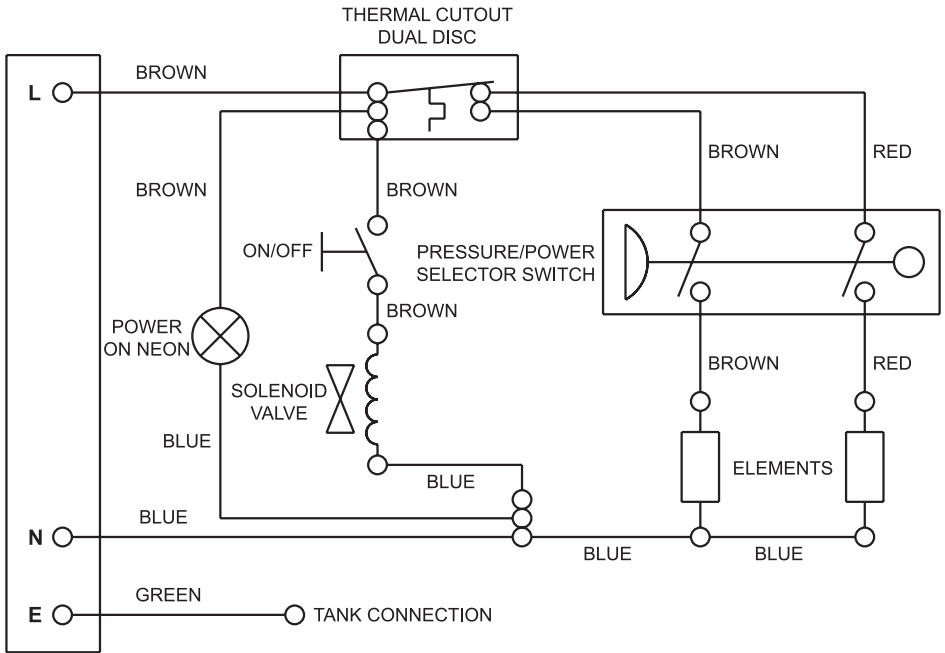 THERMAL CUTOUT
DUAL DISC
BROWN
L
BROWN
BROWN
BROWN
RED
ON/OFF
PRESSURE/POWER
SELECTOR SWITCH
BROWN
POWER
ON NEON
BROWN
RED
SOLENOID
VALVE
BLUE
BLUE
ELEMENTS
BLUE
N
BLUE
BLUE
GREEN
E
TANK CONNECTION